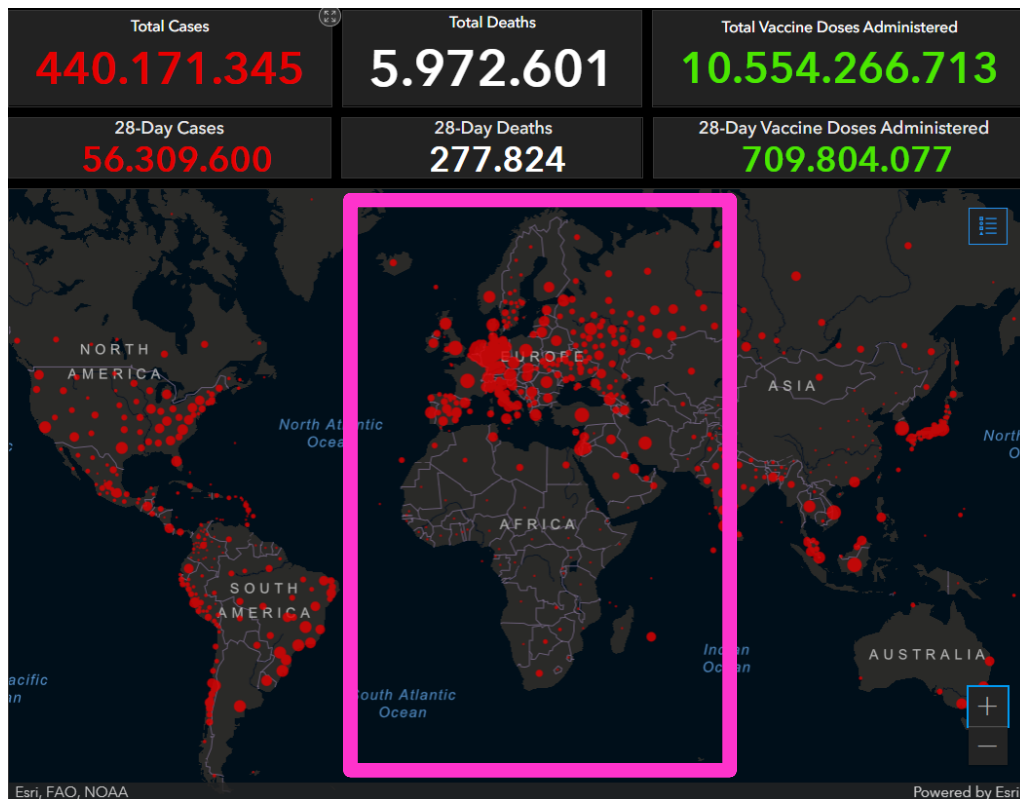 Total Cases
440.171.345
Total Deaths
5.972.601
Total Vaccine Doses Administered
10.554.266.713
28-Day Cases
56.309.600
28-Day Deaths
277.824
28-Day Vaccine Doses Administered
709.804.077
NORTH
AMERICA
EUROPE
ASIA
North Atlantic
Ocean
North
O
AFRICA
SOUTH
AMERICA
Indian
Ocean
AUSTRALIA
acific
an
South Atlantic
Ocean
Esri, FAO, NOAA
Powered by Esri